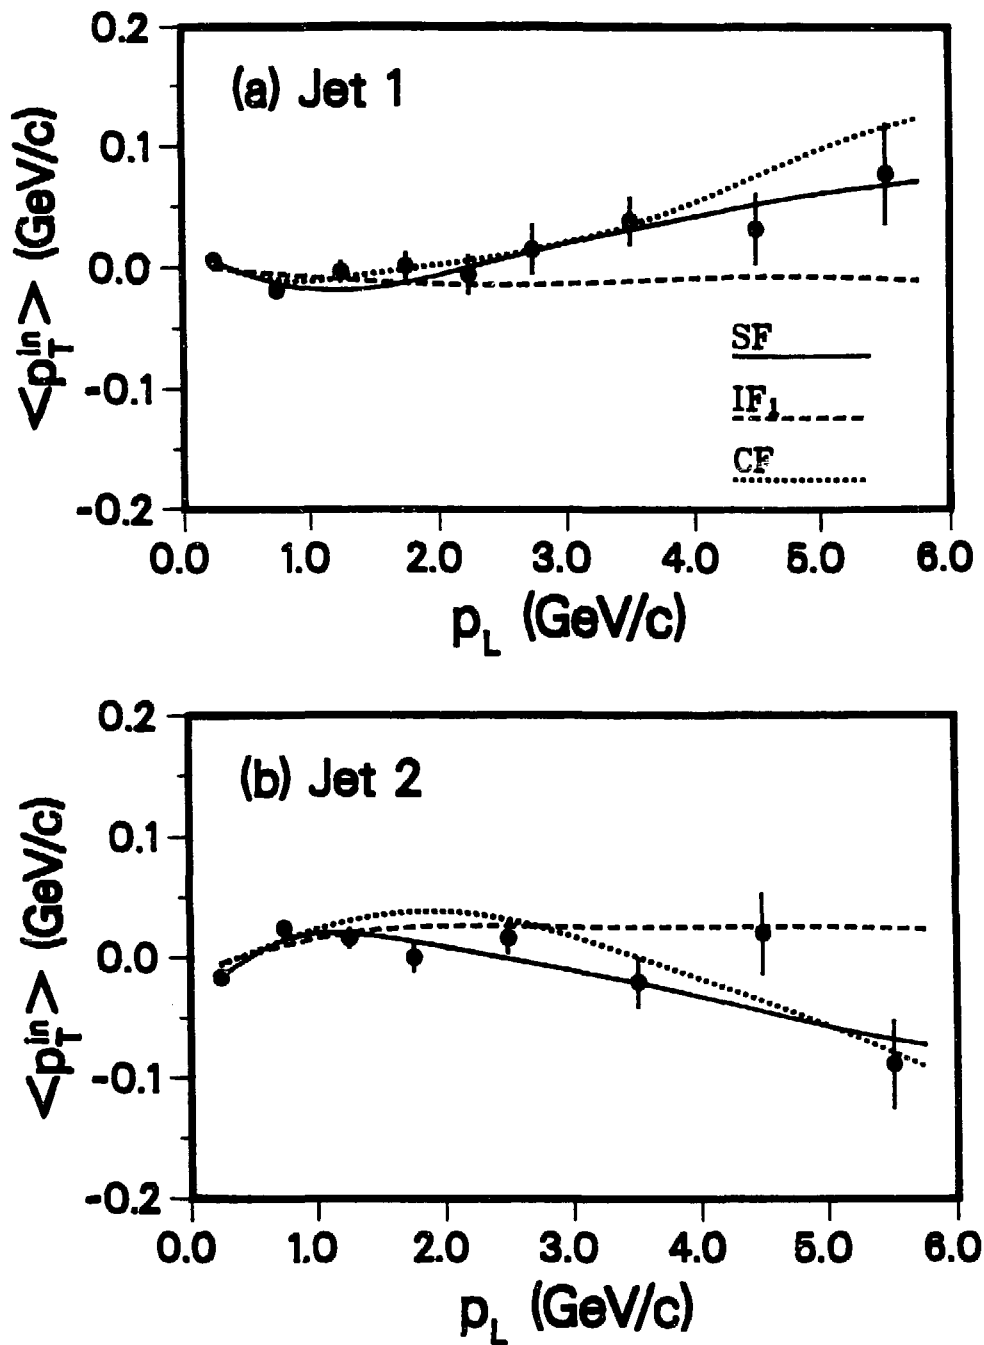 0.2
(a) Jet 1
0.1
0.0
-0.1
-0.2
<p_T^in> (GeV/c)
SF
IF₁
CF
0.0 1.0 2.0 3.0 4.0 5.0 6.0
p_L (GeV/c)
0.2
(b) Jet 2
0.1
0.0
-0.1
-0.2
<p_T^in> (GeV/c)
0.0 1.0 2.0 3.0 4.0 5.0 6.0
p_L (GeV/c)